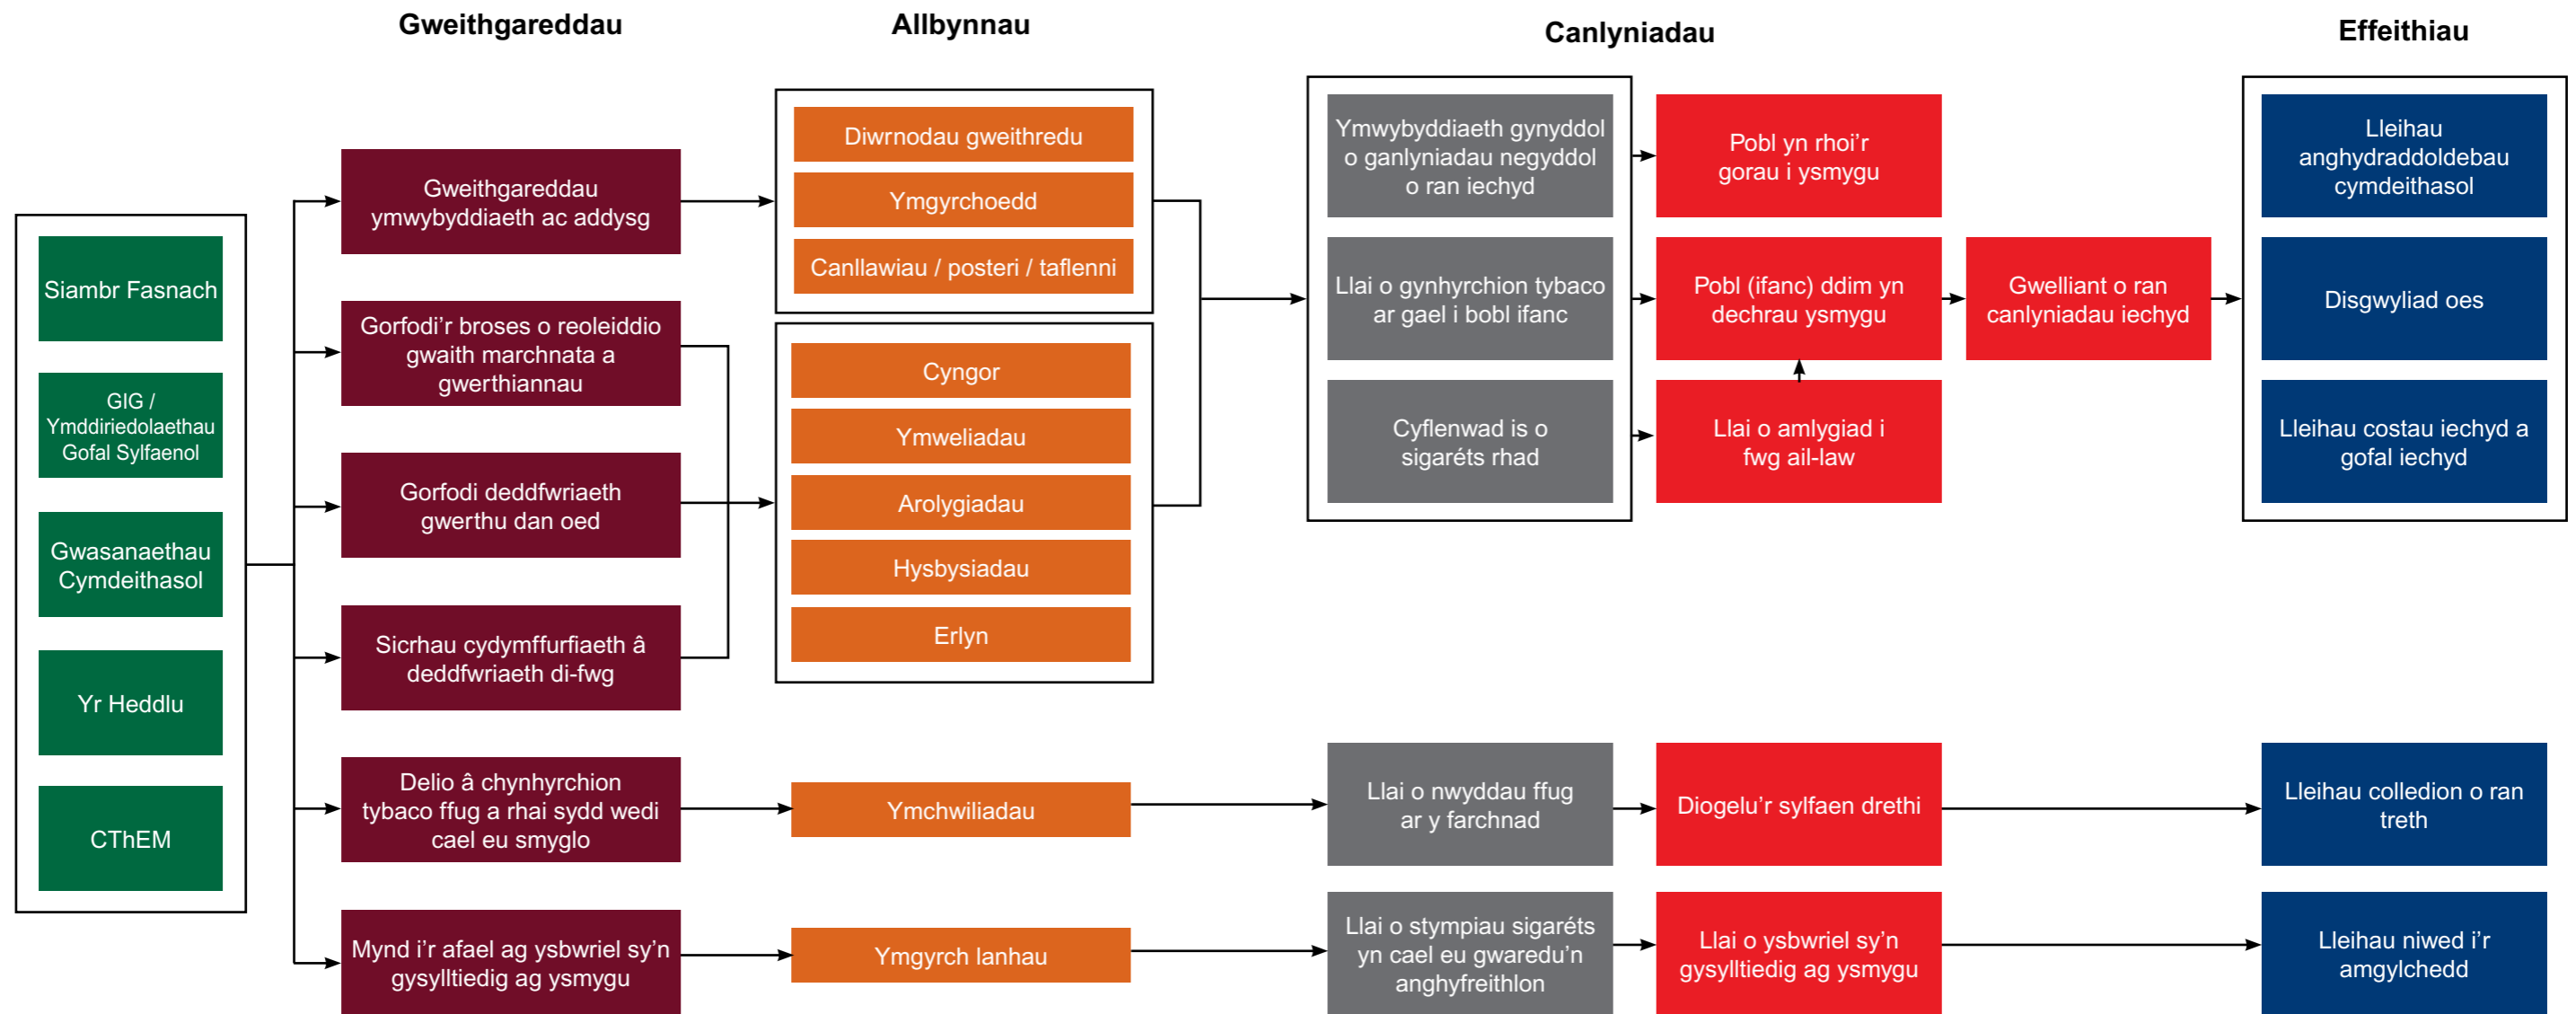 Gweithgareddau
Allbynnau
Canlyniadau
Effeithiau
Siambr Fasnach
GIG /
Ymddiriedolaethau
Gofal Sylfaenol
Gwasanaethau
Cymdeithasol
Yr Heddlu
CThEM
Gweithgareddau
ymwybyddiaeth ac addysg
Gorfodi’r broses o reoleiddio
gwaith marchnata a
gwerthiannau
Gorfodi deddfwriaeth
gwerthu dan oed
Sicrhau cydymffurfiaeth â
deddfwriaeth di-fwg
Delio â chynhyrchion
tybaco ffug a rhai sydd wedi
cael eu smyglo
Mynd i’r afael ag ysbwriel sy’n
gysylltiedig ag ysmygu
Diwrnodau gweithredu
Ymgyrchoedd
Canllawiau / posteri / taflenni
Cyngor
Ymweliadau
Arolygiadau
Hysbysiadau
Erlyn
Ymchwiliadau
Ymgyrch lanhau
Ymwybyddiaeth gynyddol
o ganlyniadau negyddol
o ran iechyd
Llai o gynhyrchion tybaco
ar gael i bobl ifanc
Cyflenwad is o
sigaréts rhad
Llai o nwyddau ffug
ar y farchnad
Llai o stympiau sigaréts
yn cael eu gwaredu’n
anghyfreithlon
Pobl yn rhoi’r
gorau i ysmygu
Pobl (ifanc) ddim yn
dechrau ysmygu
Llai o amlygiad i
fwg ail-law
Diogelu’r sylfaen drethi
Llai o ysbwriel sy’n
gysylltiedig ag ysmygu
Gwelliant o ran
canlyniadau iechyd
Lleihau
anghydraddoldebau
cymdeithasol
Disgwyliad oes
Lleihau costau iechyd a
gofal iechyd
Lleihau colledion o ran
treth
Lleihau niwed i’r
amgylchedd